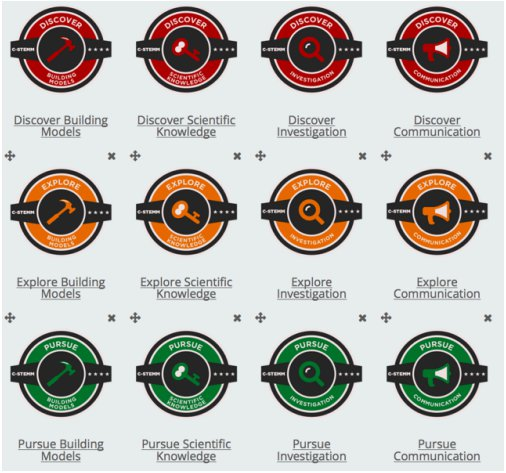 DISCOVER
C-STEMM
BUILDING
MODELS
DISCOVER
C-STEMM
SCIENTIFIC
KNOWLEDGE
DISCOVER
C-STEMM
INVESTIGATION
DISCOVER
C-STEMM
COMMUNICATION
Discover Building
Models
Discover Scientific
Knowledge
Discover
Investigation
Discover
Communication
EXPLORE
C-STEMM
BUILDING
MODELS
EXPLORE
C-STEMM
SCIENTIFIC
KNOWLEDGE
EXPLORE
C-STEMM
INVESTIGATION
EXPLORE
C-STEMM
COMMUNICATION
Explore Building
Models
Explore Scientific
Knowledge
Explore
Investigation
Explore
Communication
PURSUE
C-STEMM
BUILDING
MODELS
PURSUE
C-STEMM
SCIENTIFIC
KNOWLEDGE
PURSUE
C-STEMM
INVESTIGATION
PURSUE
C-STEMM
COMMUNICATION
Pursue Building
Models
Pursue Scientific
Knowledge
Pursue
Investigation
Pursue
Communication